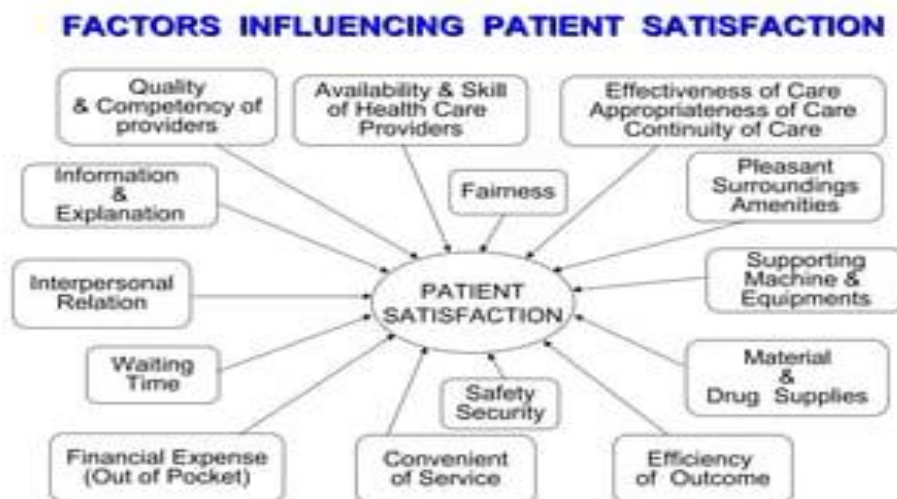 FACTORS INFLUENCING PATIENT SATISFACTION
Quality
& Competency of
providers
Availability & Skill
of Health Care
Providers
Effectiveness of Care
Appropriateness of Care
Continuity of Care
Information
&
Explanation
Fairness
Pleasant
Surroundings
Amenities
Interpersonal
Relation
PATIENT
SATISFACTION
Supporting
Machine &
Equipments
Waiting
Time
Safety
Security
Material
&
Drug Supplies
Financial Expense
(Out of Pocket)
Convenient
of Service
Efficiency
of Outcome